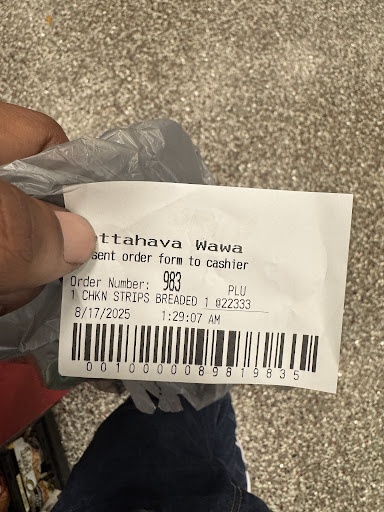 ttahava Wawa
sent order form to cashier
Order Number: 983
PLU
1 CHKN STRIPS BREADED 1 022333
8/17/2025 1:29:07 AM
0010000089819835